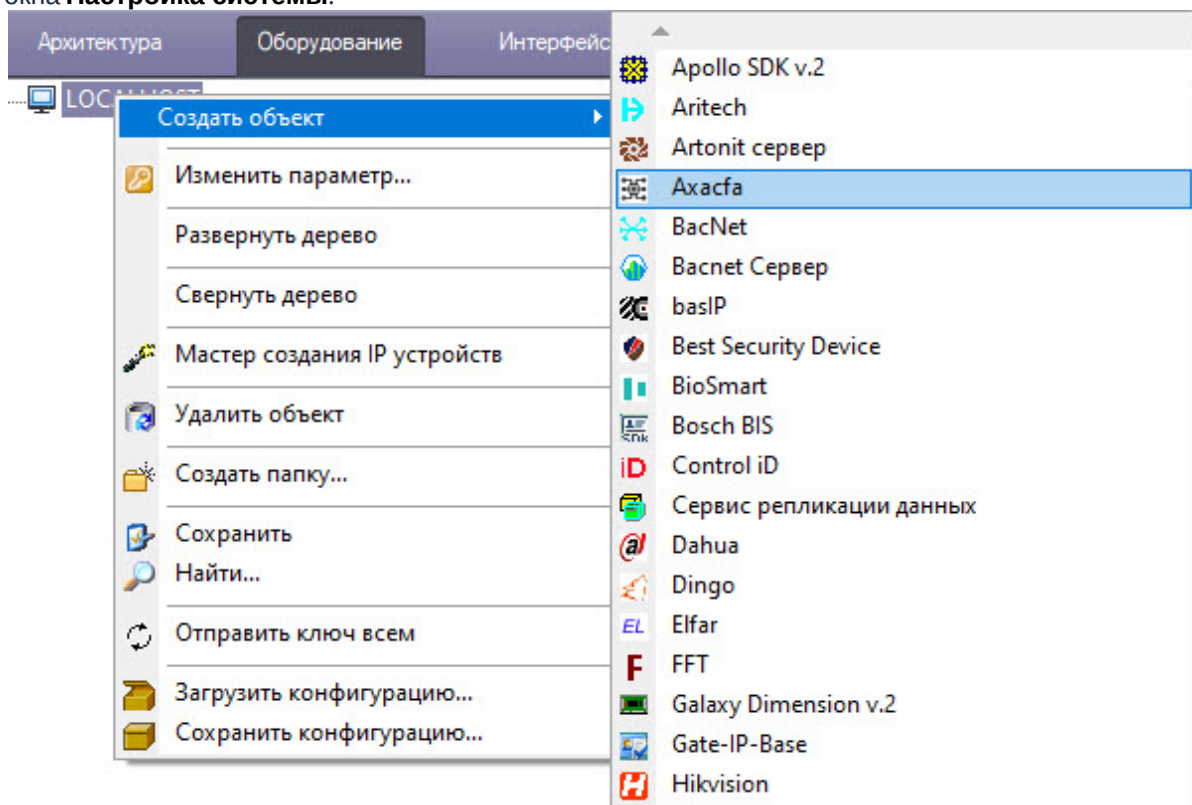 окна Настройка системы.
Архитектура Оборудование Интерфейс
LOCALHOST
Создать объект
Изменить параметр...
Развернуть дерево
Свернуть дерево
Мастер создания IP устройств
Удалить объект
Создать папку...
Сохранить
Найти...
Отправить ключ всем
Загрузить конфигурацию...
Сохранить конфигурацию...
Apollo SDK v.2
Aritech
Artonit сервер
Axacfa
BacNet
Bacnet Сервер
basIP
Best Security Device
BioSmart
Bosch BIS
Control iD
Сервис репликации данных
Dahua
Dingo
Elfar
FFT
Galaxy Dimension v.2
Gate-IP-Base
Hikvision